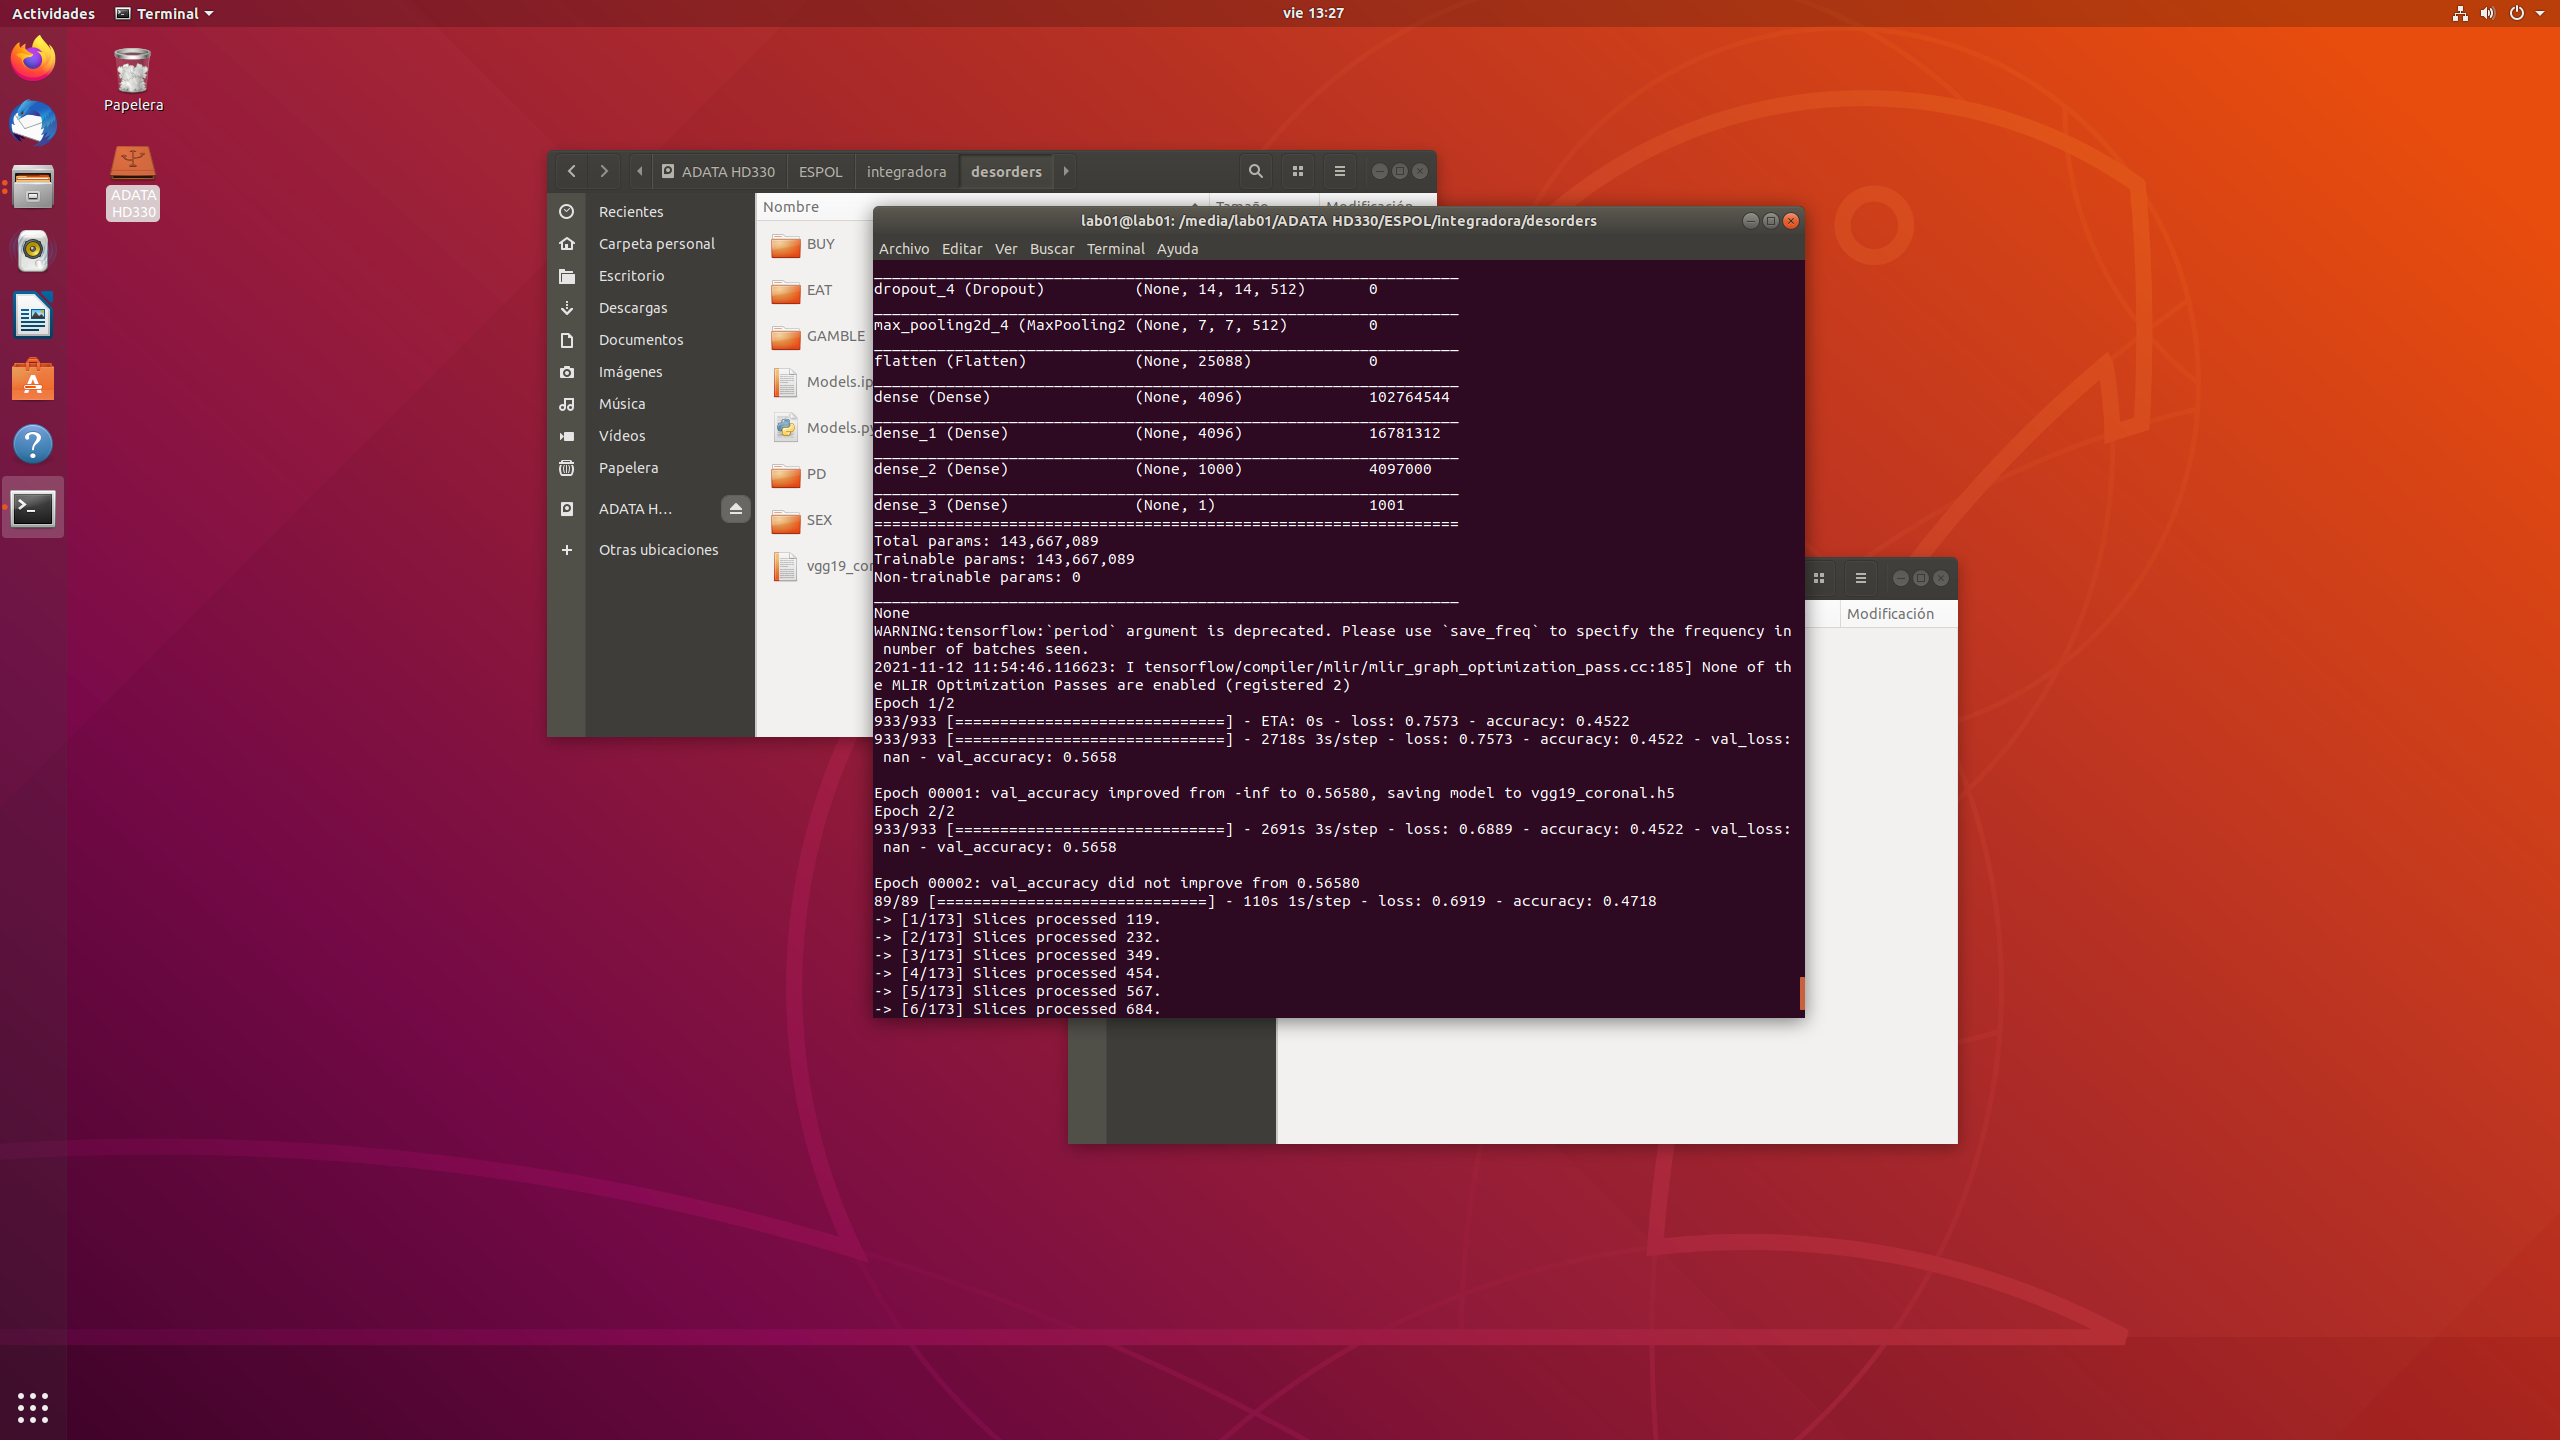 Actividades
Terminal
vie 13:27
Papelera
ADATA
HD330
ADATA HD330
ESPOL
integradora
desorders
Recientes
Carpeta personal
Escritorio
Descargas
Documentos
Imágenes
Música
Vídeos
Papelera
ADATA H…
Otras ubicaciones
Nombre
Tamaño
Modificación
BUY
EAT
GAMBLE
Models.ip
Models.py
PD
SEX
vgg19_cor
lab01@lab01: /media/lab01/ADATA HD330/ESPOL/integradora/desorders
Archivo Editar Ver Buscar Terminal Ayuda
_________________________________________________________________
dropout_4 (Dropout)          (None, 14, 14, 512)       0
_________________________________________________________________
max_pooling2d_4 (MaxPooling2 (None, 7, 7, 512)         0
_________________________________________________________________
flatten (Flatten)            (None, 25088)             0
_________________________________________________________________
dense (Dense)                (None, 4096)              102764544
_________________________________________________________________
dense_1 (Dense)              (None, 4096)              16781312
_________________________________________________________________
dense_2 (Dense)              (None, 1000)              4097000
_________________________________________________________________
dense_3 (Dense)              (None, 1)                 1001
=================================================================
Total params: 143,667,089
Trainable params: 143,667,089
Non-trainable params: 0
_________________________________________________________________
None
WARNING:tensorflow:`period` argument is deprecated. Please use `save_freq` to specify the frequency in
number of batches seen.
2021-11-12 11:54:46.116623: I tensorflow/compiler/mlir/mlir_graph_optimization_pass.cc:185] None of th
e MLIR Optimization Passes are enabled (registered 2)
Epoch 1/2
933/933 [==============================] - ETA: 0s - loss: 0.7573 - accuracy: 0.4522
933/933 [==============================] - 2718s 3s/step - loss: 0.7573 - accuracy: 0.4522 - val_loss:
nan - val_accuracy: 0.5658
Epoch 00001: val_accuracy improved from -inf to 0.56580, saving model to vgg19_coronal.h5
Epoch 2/2
933/933 [==============================] - 2691s 3s/step - loss: 0.6889 - accuracy: 0.4522 - val_loss:
nan - val_accuracy: 0.5658
Epoch 00002: val_accuracy did not improve from 0.56580
89/89 [==============================] - 110s 1s/step - loss: 0.6919 - accuracy: 0.4718
-> [1/173] Slices processed 119.
-> [2/173] Slices processed 232.
-> [3/173] Slices processed 349.
-> [4/173] Slices processed 454.
-> [5/173] Slices processed 567.
-> [6/173] Slices processed 684.
Modificación